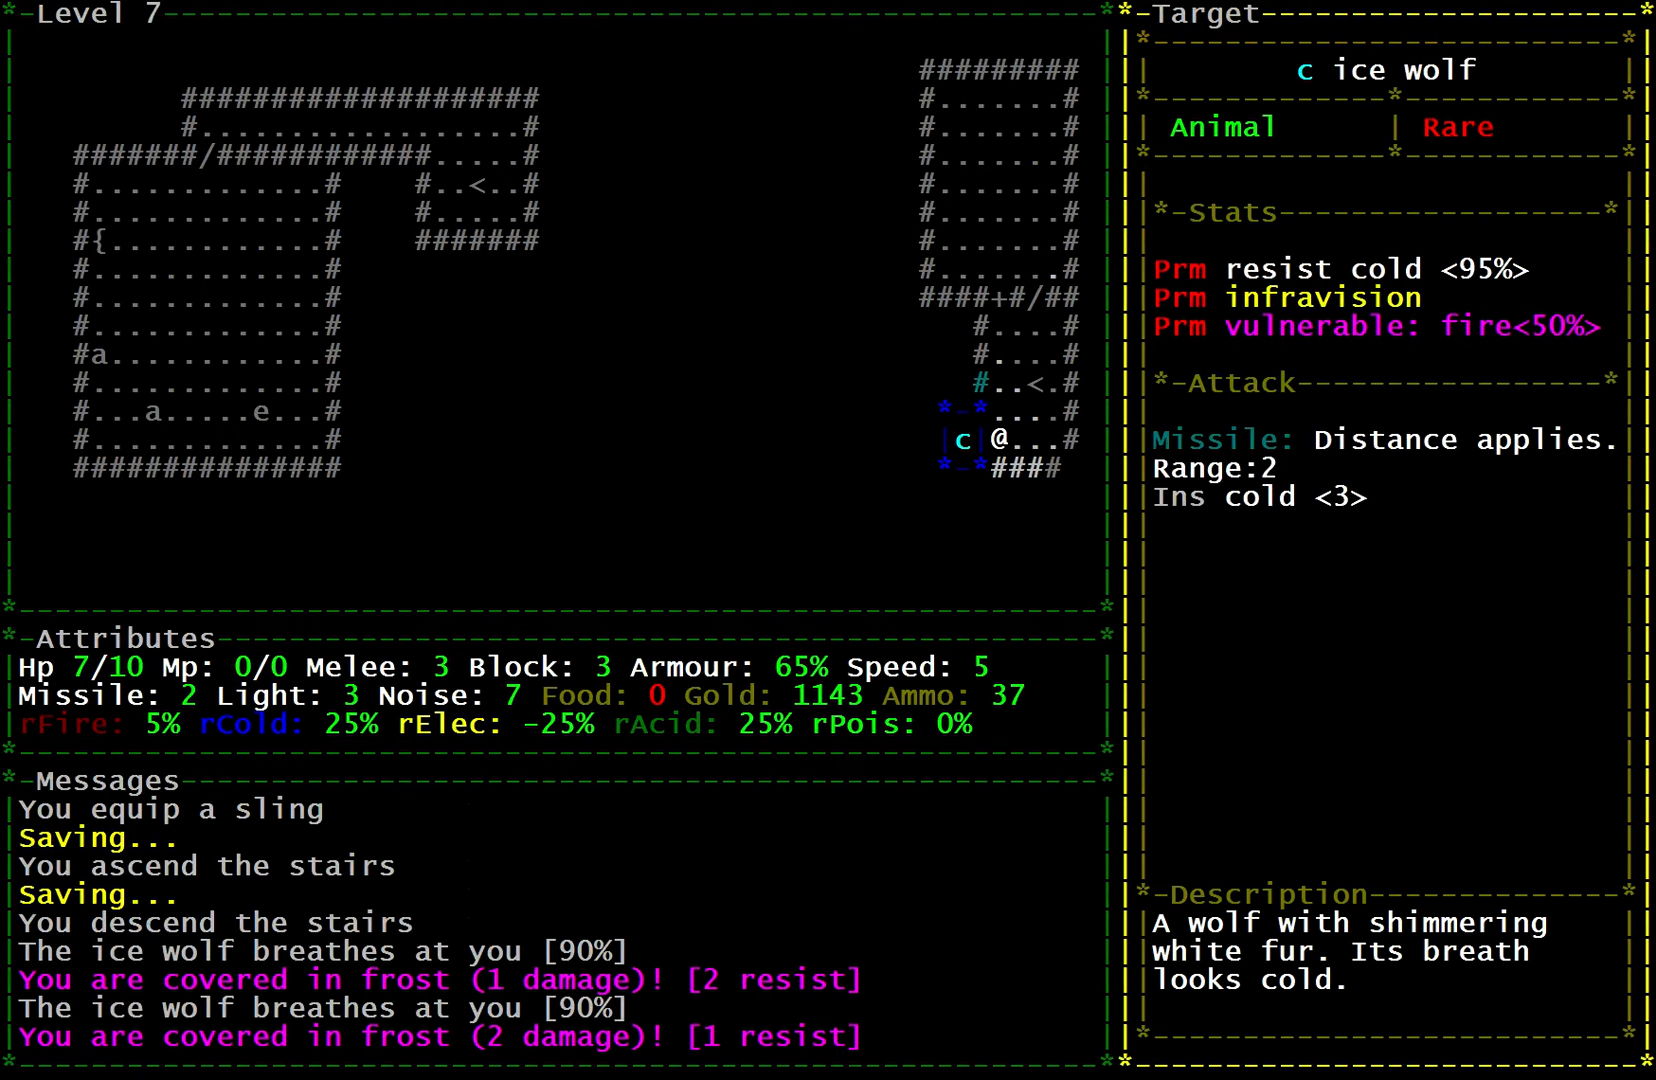 Level 7
#########
#################### #.......#
#..................# #.......#
#######/############.....# #.......#
#.............# #..<..# #.......#
#.............# #.....# #.......#
#{............# ####### #.......#
#.............# #.......#
#.............# ####+#/##
#.............# #....#
#a............# #....#
#.............# #..<.#
#...a.....e...# *-*....#
#.............# |c|@...#
############### *-*####
Attributes
Hp 7/10 Mp: 0/0 Melee: 3 Block: 3 Armour: 65% Speed: 5
Missile: 2 Light: 3 Noise: 7 Food: 0 Gold: 1143 Ammo: 37
rFire: 5% rCold: 25% rElec: -25% rAcid: 25% rPois: 0%
Messages
You equip a sling
Saving...
You ascend the stairs
Saving...
You descend the stairs
The ice wolf breathes at you [90%]
You are covered in frost (1 damage)! [2 resist]
The ice wolf breathes at you [90%]
You are covered in frost (2 damage)! [1 resist]
Target
c ice wolf
Animal | Rare
Stats
Prm resist cold <95%>
Prm infravision
Prm vulnerable: fire<50%>
Attack
Missile: Distance applies.
Range:2
Ins cold <3>
Description
A wolf with shimmering
white fur. Its breath
looks cold.